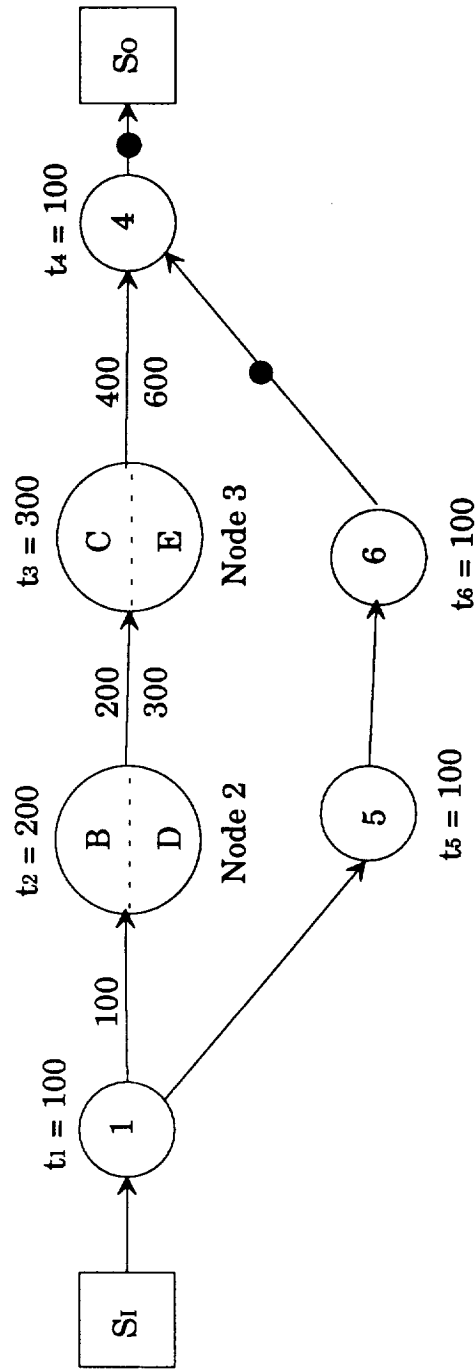 t1 = 100
t2 = 200
t3 = 300
t4 = 100
SI
1
100
B
D
200
300
C
E
400
600
4
SO
Node 2
Node 3
5
6
t5 = 100
t6 = 100